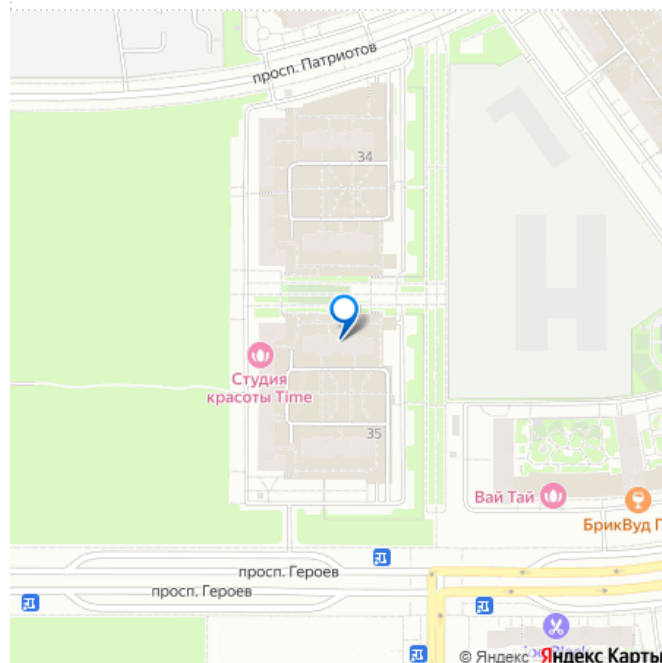 просп. Патриотов
34
Студия
красоты Time
35
Вай Тай
БрикВуд Г
просп. Героев
просп. Героев
© Яндекс Яндекс Карты